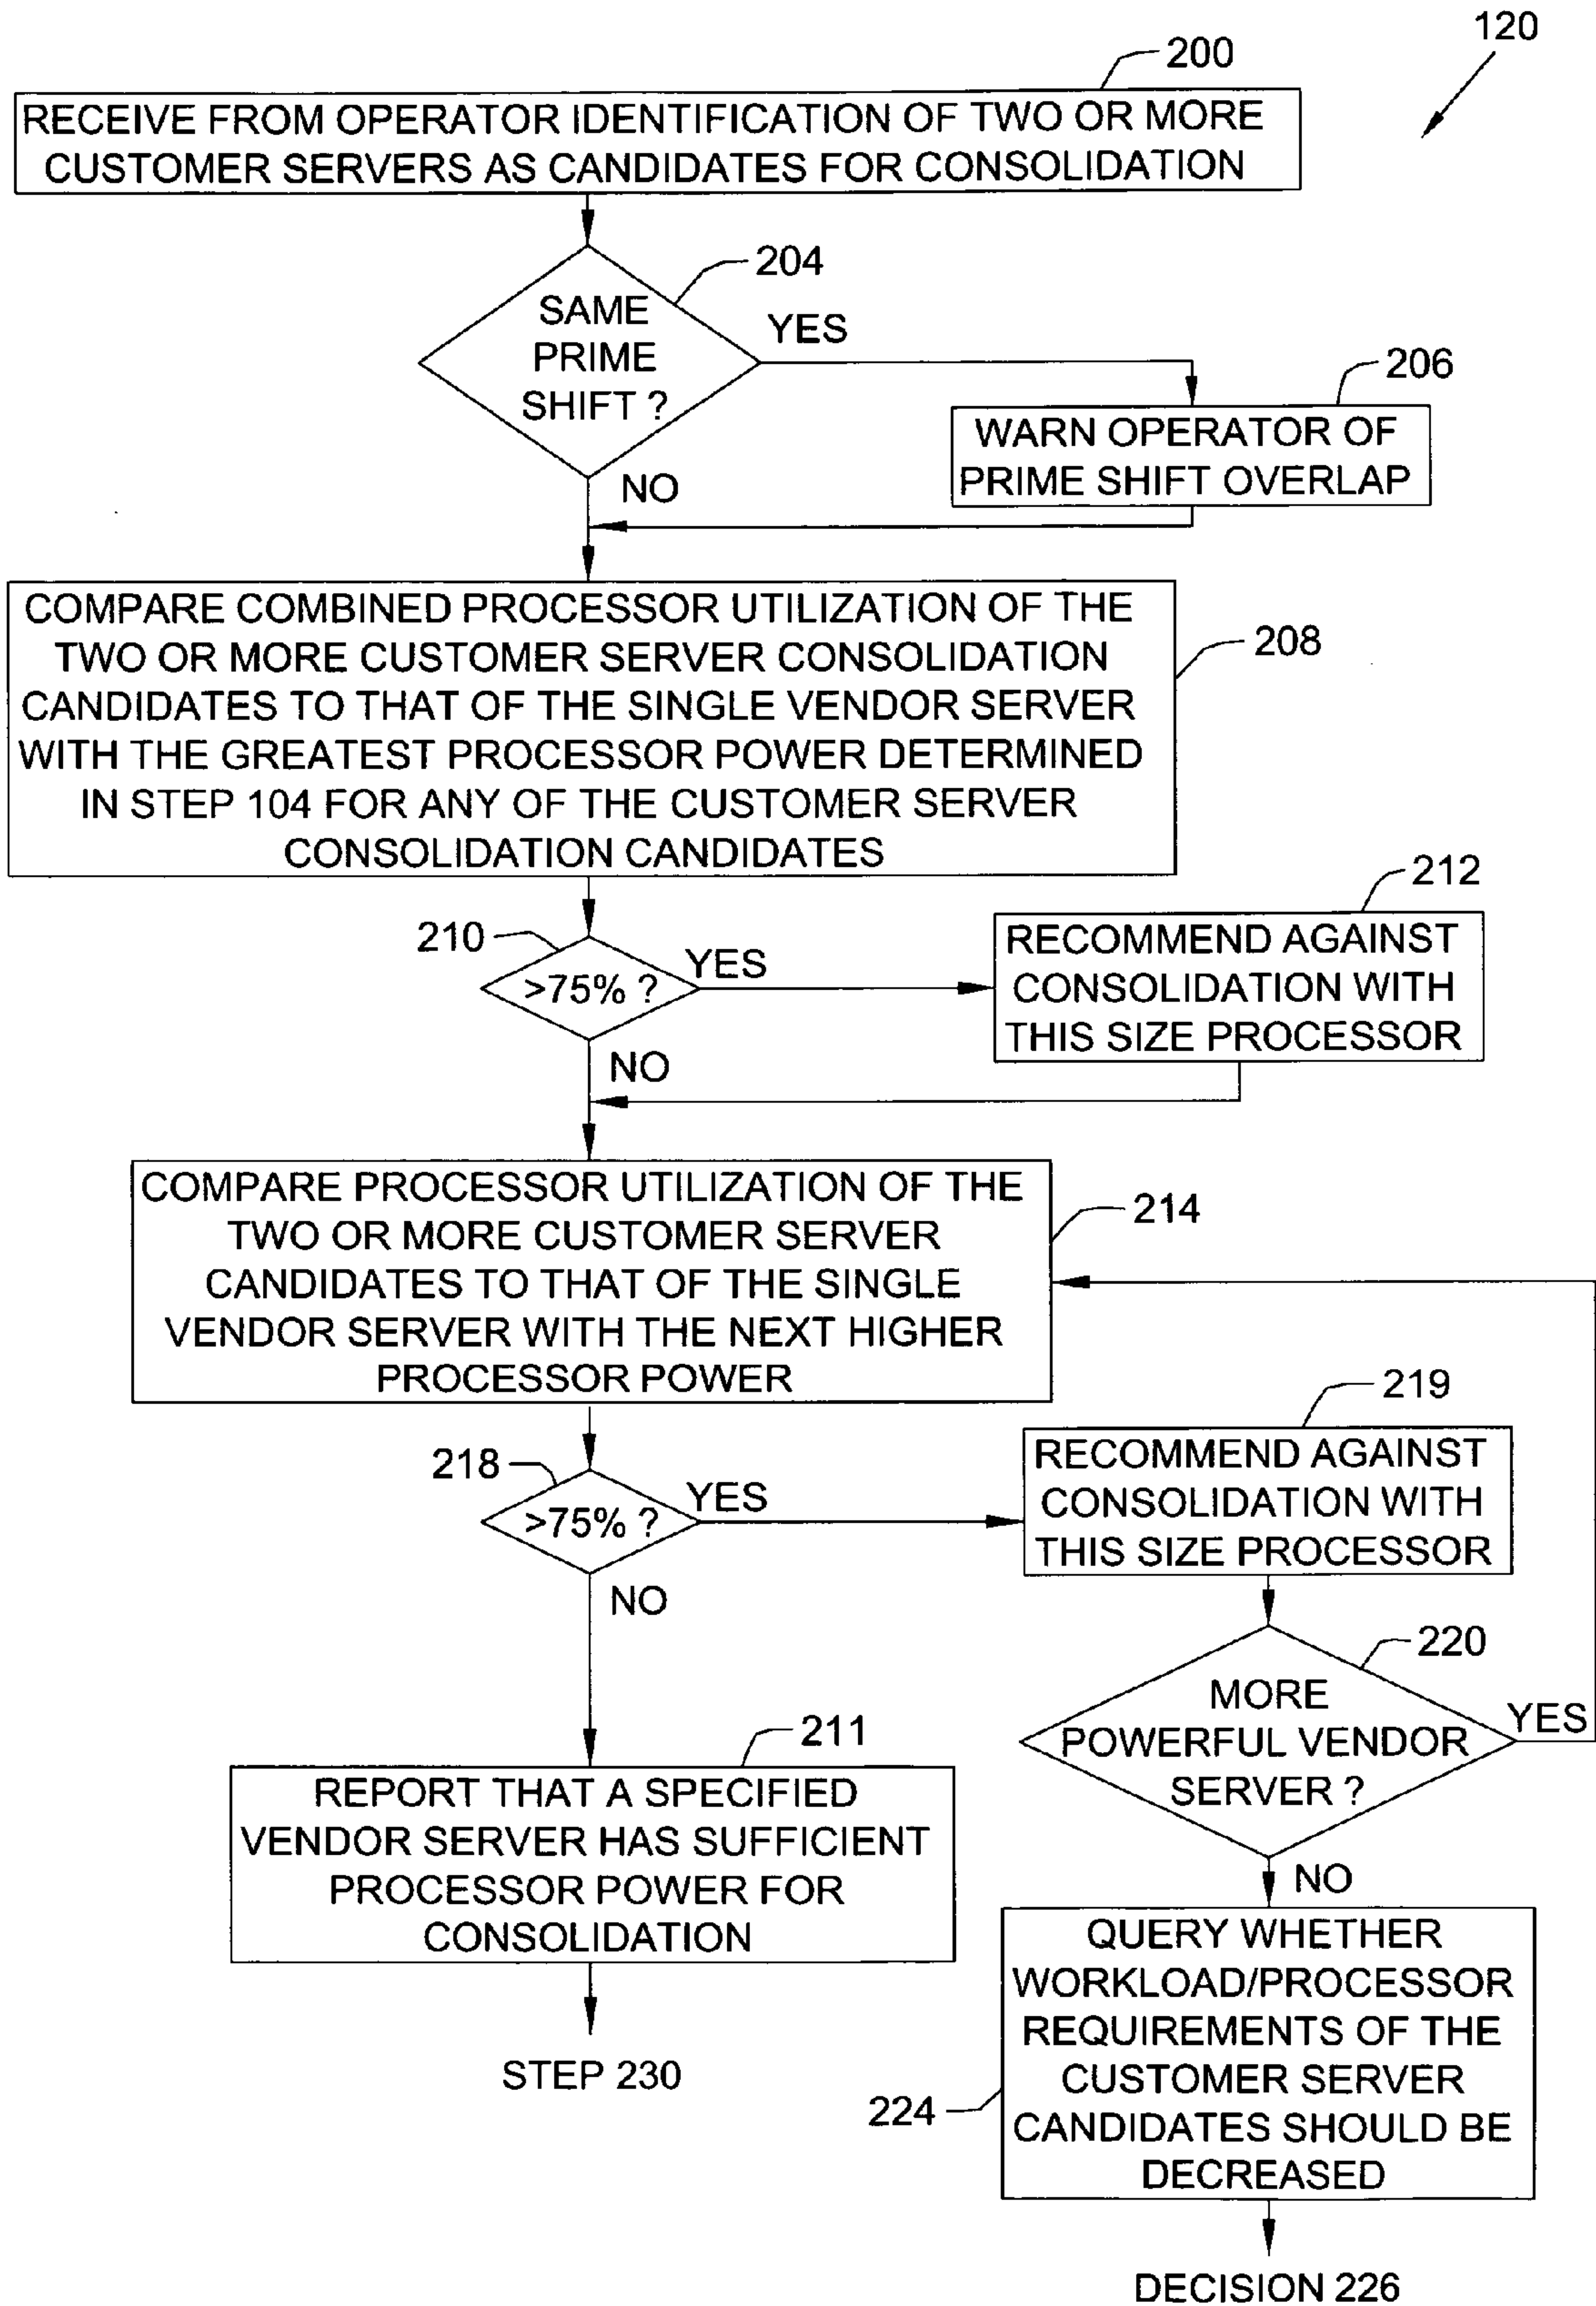 120
200
RECEIVE FROM OPERATOR IDENTIFICATION OF TWO OR MORE
CUSTOMER SERVERS AS CANDIDATES FOR CONSOLIDATION
204
SAME
PRIME
SHIFT ?
YES
206
WARN OPERATOR OF
PRIME SHIFT OVERLAP
NO
COMPARE COMBINED PROCESSOR UTILIZATION OF THE
TWO OR MORE CUSTOMER SERVER CONSOLIDATION
CANDIDATES TO THAT OF THE SINGLE VENDOR SERVER
WITH THE GREATEST PROCESSOR POWER DETERMINED
IN STEP 104 FOR ANY OF THE CUSTOMER SERVER
CONSOLIDATION CANDIDATES
208
210
>75% ?
YES
212
RECOMMEND AGAINST
CONSOLIDATION WITH
THIS SIZE PROCESSOR
NO
COMPARE PROCESSOR UTILIZATION OF THE
TWO OR MORE CUSTOMER SERVER
CANDIDATES TO THAT OF THE SINGLE
VENDOR SERVER WITH THE NEXT HIGHER
PROCESSOR POWER
214
218
>75% ?
YES
219
RECOMMEND AGAINST
CONSOLIDATION WITH
THIS SIZE PROCESSOR
NO
220
MORE
POWERFUL VENDOR
SERVER ?
YES
211
REPORT THAT A SPECIFIED
VENDOR SERVER HAS SUFFICIENT
PROCESSOR POWER FOR
CONSOLIDATION
STEP 230
NO
QUERY WHETHER
WORKLOAD/PROCESSOR
REQUIREMENTS OF THE
CUSTOMER SERVER
CANDIDATES SHOULD BE
DECREASED
224
DECISION 226